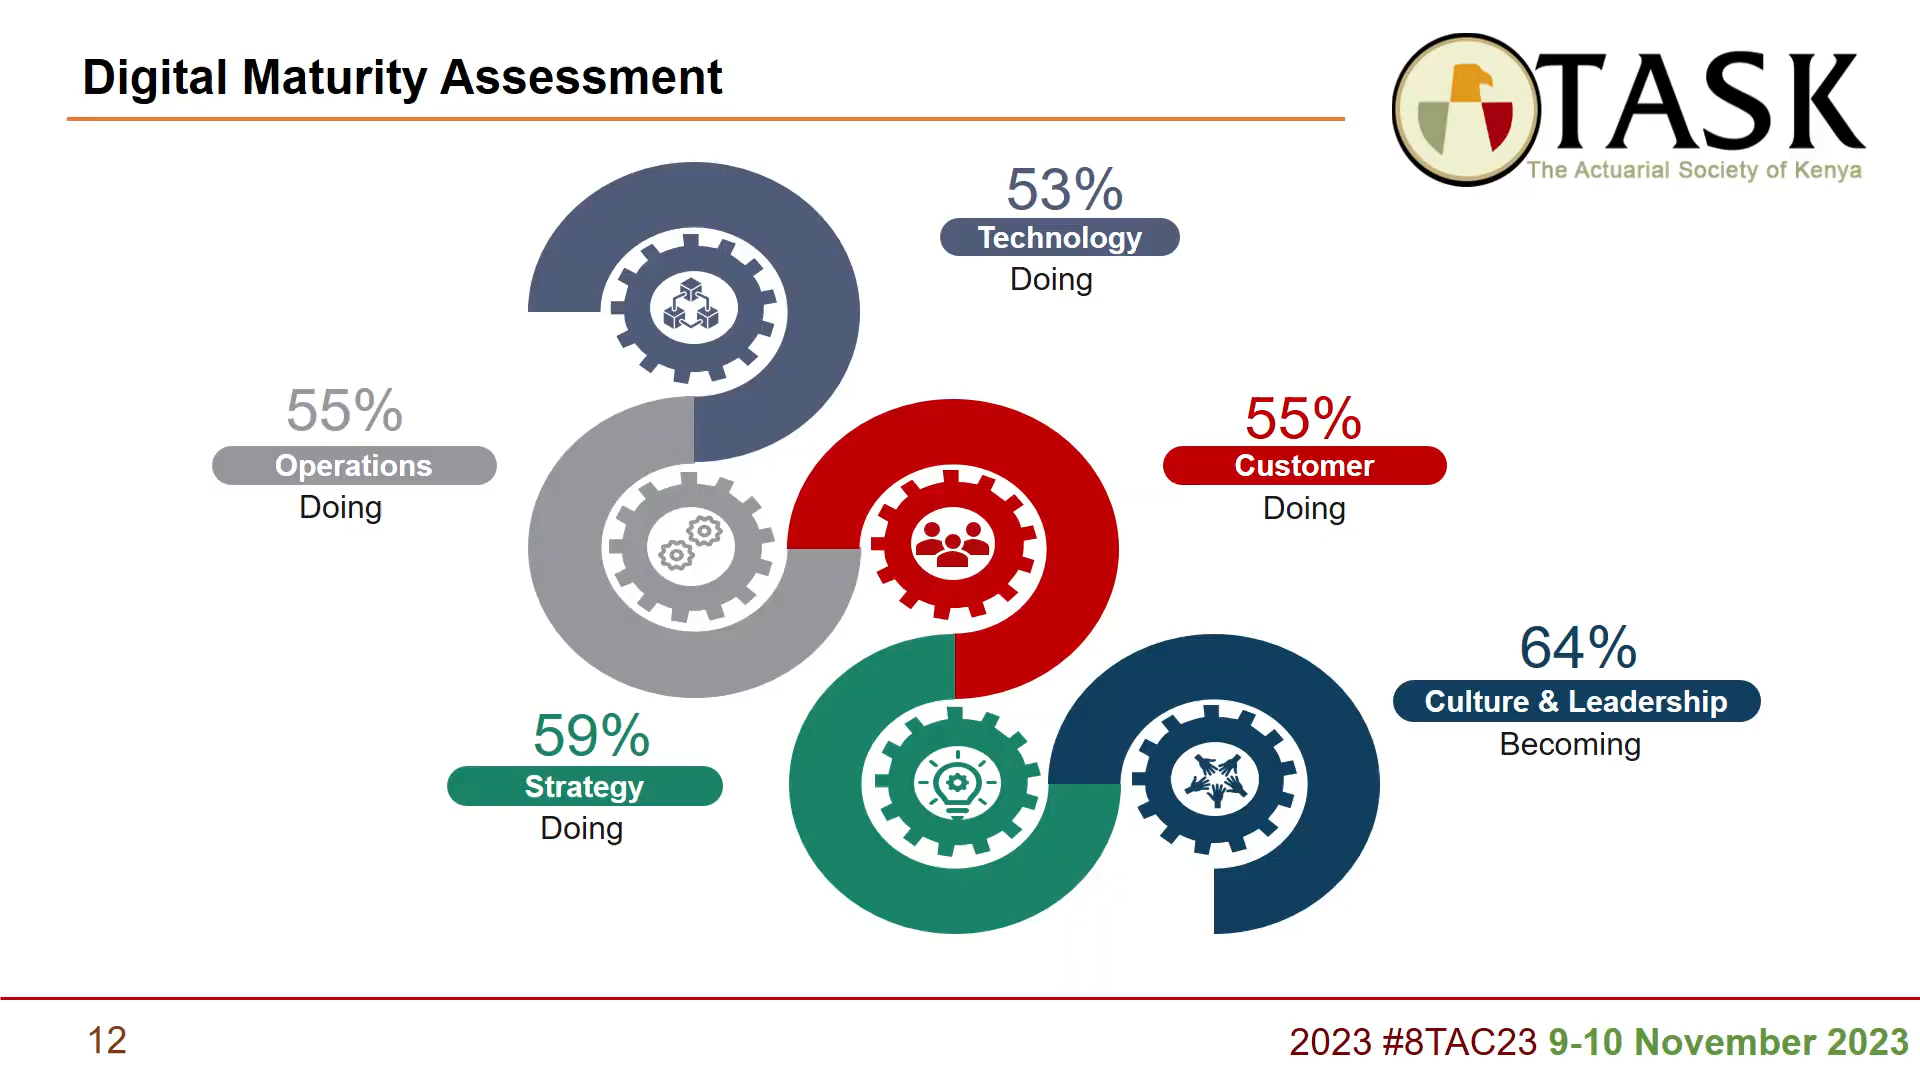 Digital Maturity Assessment
TASK
The Actuarial Society of Kenya
53%
Technology
Doing
55%
Operations
Doing
55%
Customer
Doing
64%
Culture & Leadership
Becoming
59%
Strategy
Doing
12
2023 #8TAC23 9-10 November 2023